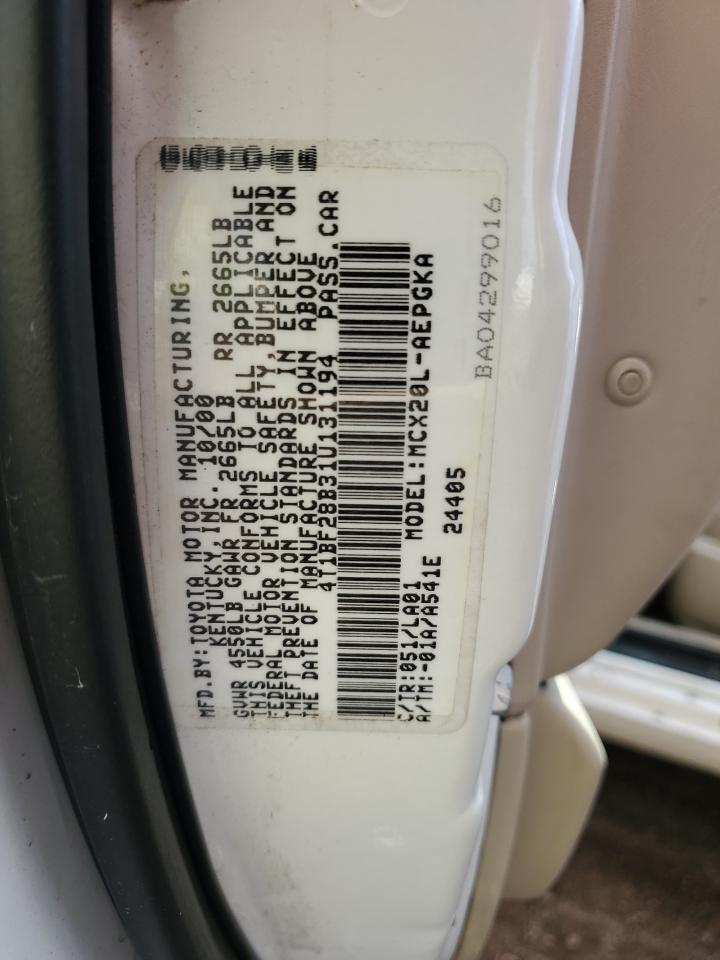 MFD.BY:TOYOTA MOTOR MANUFACTURING,
KENTUCKY,INC. 10/00
GVWR 4550LB GAWR FR 2665LB RR 2665LB
THIS VEHICLE CONFORMS TO ALL APPLICABLE
FEDERAL MOTOR VEHICLE SAFETY,BUMPER AND
THEFT PREVENTION STANDARDS IN EFFECT ON
THE DATE OF MANUFACTURE SHOWN ABOVE
4T1BF28B31U131194 PASS.CAR
C/TR:051/LA01 MODEL:MCX20L-AEPGKA
A/TM:-01A/A541E
24405
BA04299016